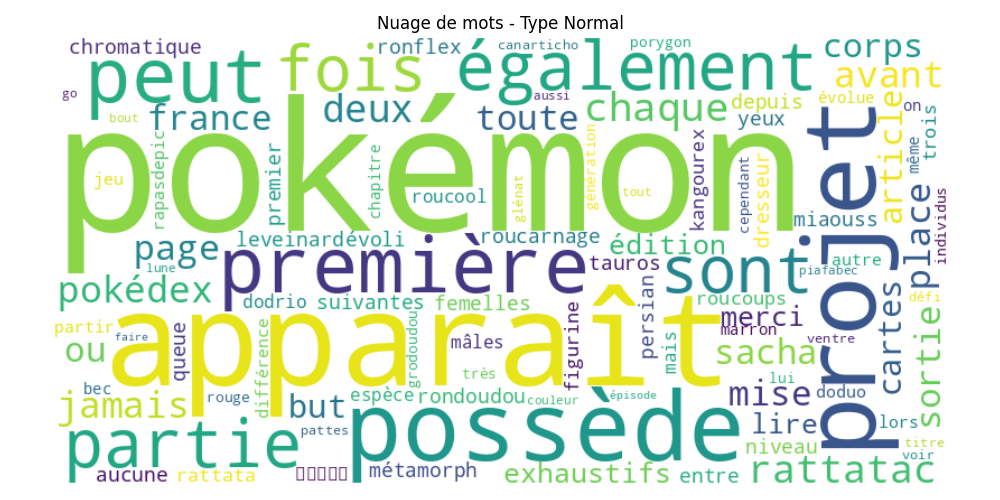 Nuage de mots - Type Normal
chromatique
ronflex
canarticho
porygon
corps
peut
fois
également
avant
go
bout
france
deux
toute
aussi
chaque
depuis
évolue
yeux
on
pokémon
projet
article
trois
même
rapasdepic
premier
chapitre
jeu
roucool
glénat
génération
tout
kangourex
cependant
dresseur
miaouss
individus
place
page
leveinardévoli
roucarnage
édition
lune
première
tauros
sont
piafabec
autre
pokédex
dodrio
suivantes
femelles
persian
roucoups
merci
marron
cartes
sortie
défi
partir
faire
apparaît
ou
queue
différence
grodoudou
mâles
très
figurine
mais
sacha
ventre
lui
bec
rouge
jamais
but
espèce
rondoudou
couleur
épisode
mise
doduo
pattes
possède
lire
lors
partie
niveau
titre
voir
aucune
rattata
métamorph
exhaustifs
entre
rattatac